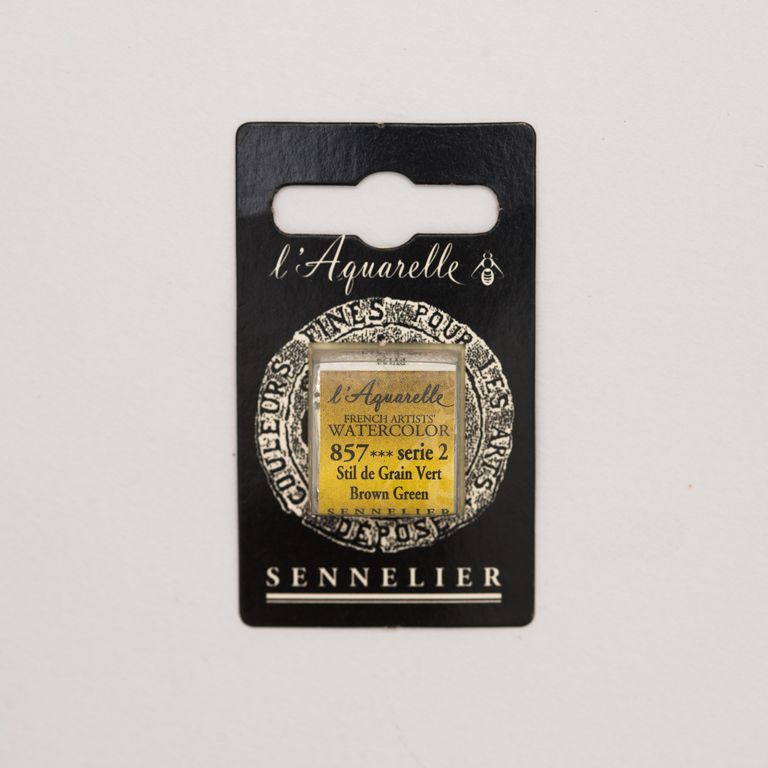 l'Aquarelle
COULEURS FINES POUR LES ARTS
DÉPOSÉ
l'Aquarelle
FRENCH ARTISTS'
WATERCOLOR
857*** serie 2
Stil de Grain Vert
Brown Green
SENNELIER
SENNELIER